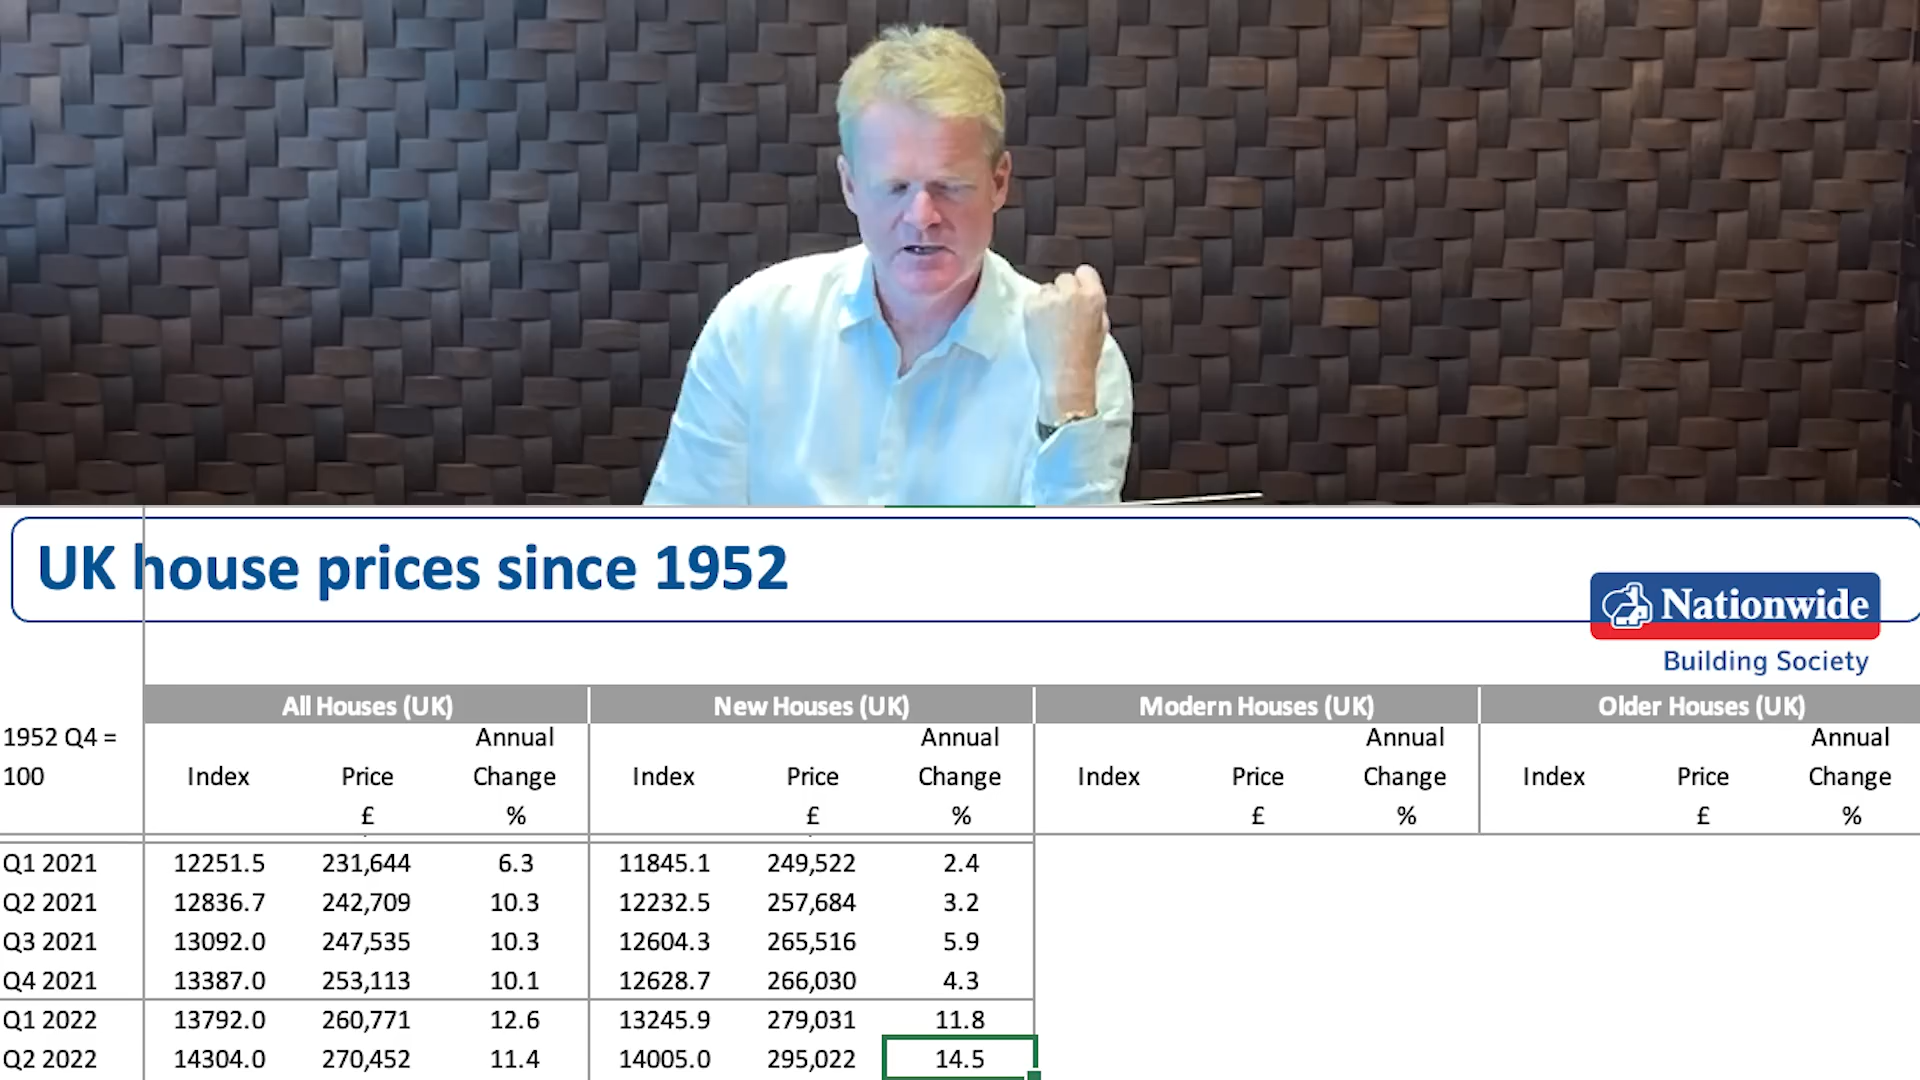 UK house prices since 1952
Nationwide
Building Society
All Houses (UK) New Houses (UK) Modern Houses (UK) Older Houses (UK)
1952 Q4 = Annual Annual Annual Annual
100 Index Price Change Index Price Change Index Price Change Index Price Change
£ % £ % £ % £ %
Q1 2021 12251.5 231,644 6.3 11845.1 249,522 2.4
Q2 2021 12836.7 242,709 10.3 12232.5 257,684 3.2
Q3 2021 13092.0 247,535 10.3 12604.3 265,516 5.9
Q4 2021 13387.0 253,113 10.1 12628.7 266,030 4.3
Q1 2022 13792.0 260,771 12.6 13245.9 279,031 11.8
Q2 2022 14304.0 270,452 11.4 14005.0 295,022 14.5